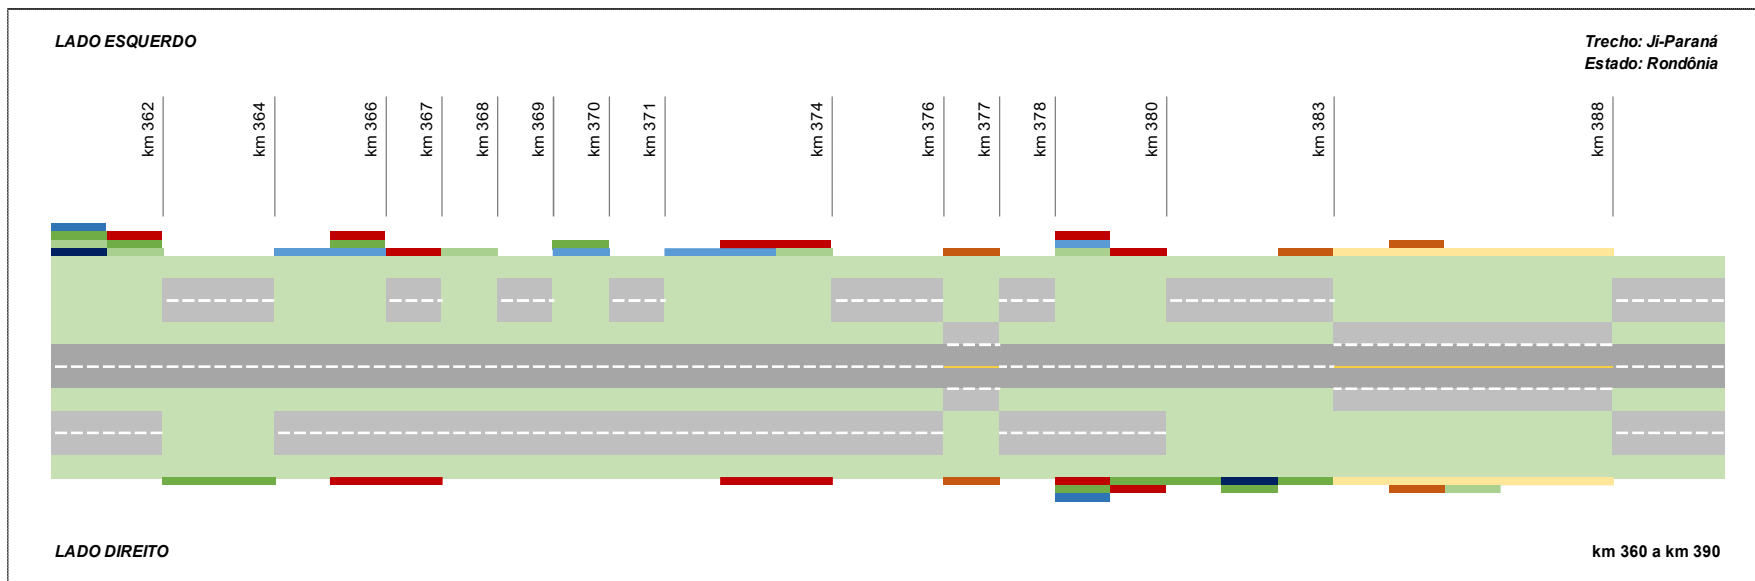 LADO ESQUERDO
Trecho: Ji-Paraná
Estado: Rondônia
km 362
km 364
km 366
km 367
km 368
km 369
km 370
km 371
km 374
km 376
km 377
km 378
km 380
km 383
km 388
LADO DIREITO
km 360 a km 390